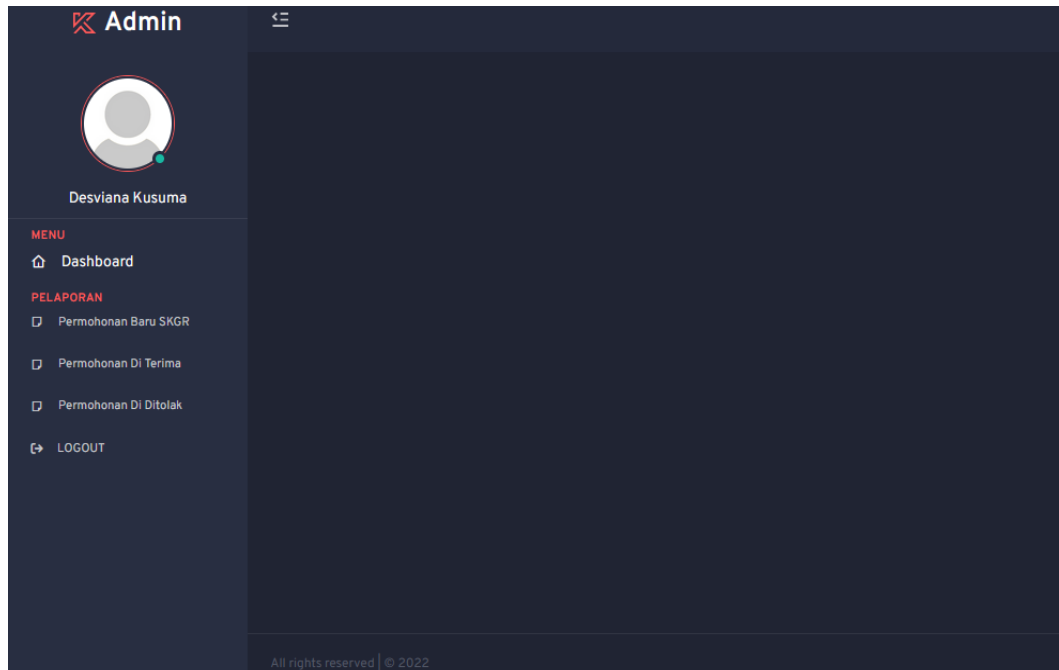 Admin
Desviana Kusuma
MENU
Dashboard
PELAPORAN
Permohonan Baru SKGR
Permohonan Di Terima
Permohonan Di Ditolak
LOGOUT
All rights reserved | © 2022